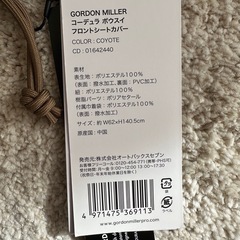 GORDON MILLER
コーデュラ ボウスイ
フロントシートカバー
COLOR : COYOTE
CD : 01642440
素材
表生地：ポリエステル100%
（表面：撥水加工、裏面：PVC加工）
紐：ポリエステル100%
樹脂パーツ：ポリアセタール
付属巾着袋：ポリエステル100%
（表面：撥水加工）
サイズ：約 W62×H140.5cm
原産国：中国
発売元：株式会社オートバックスセブン
4 971475 369113
www.gordonmillerpro.com